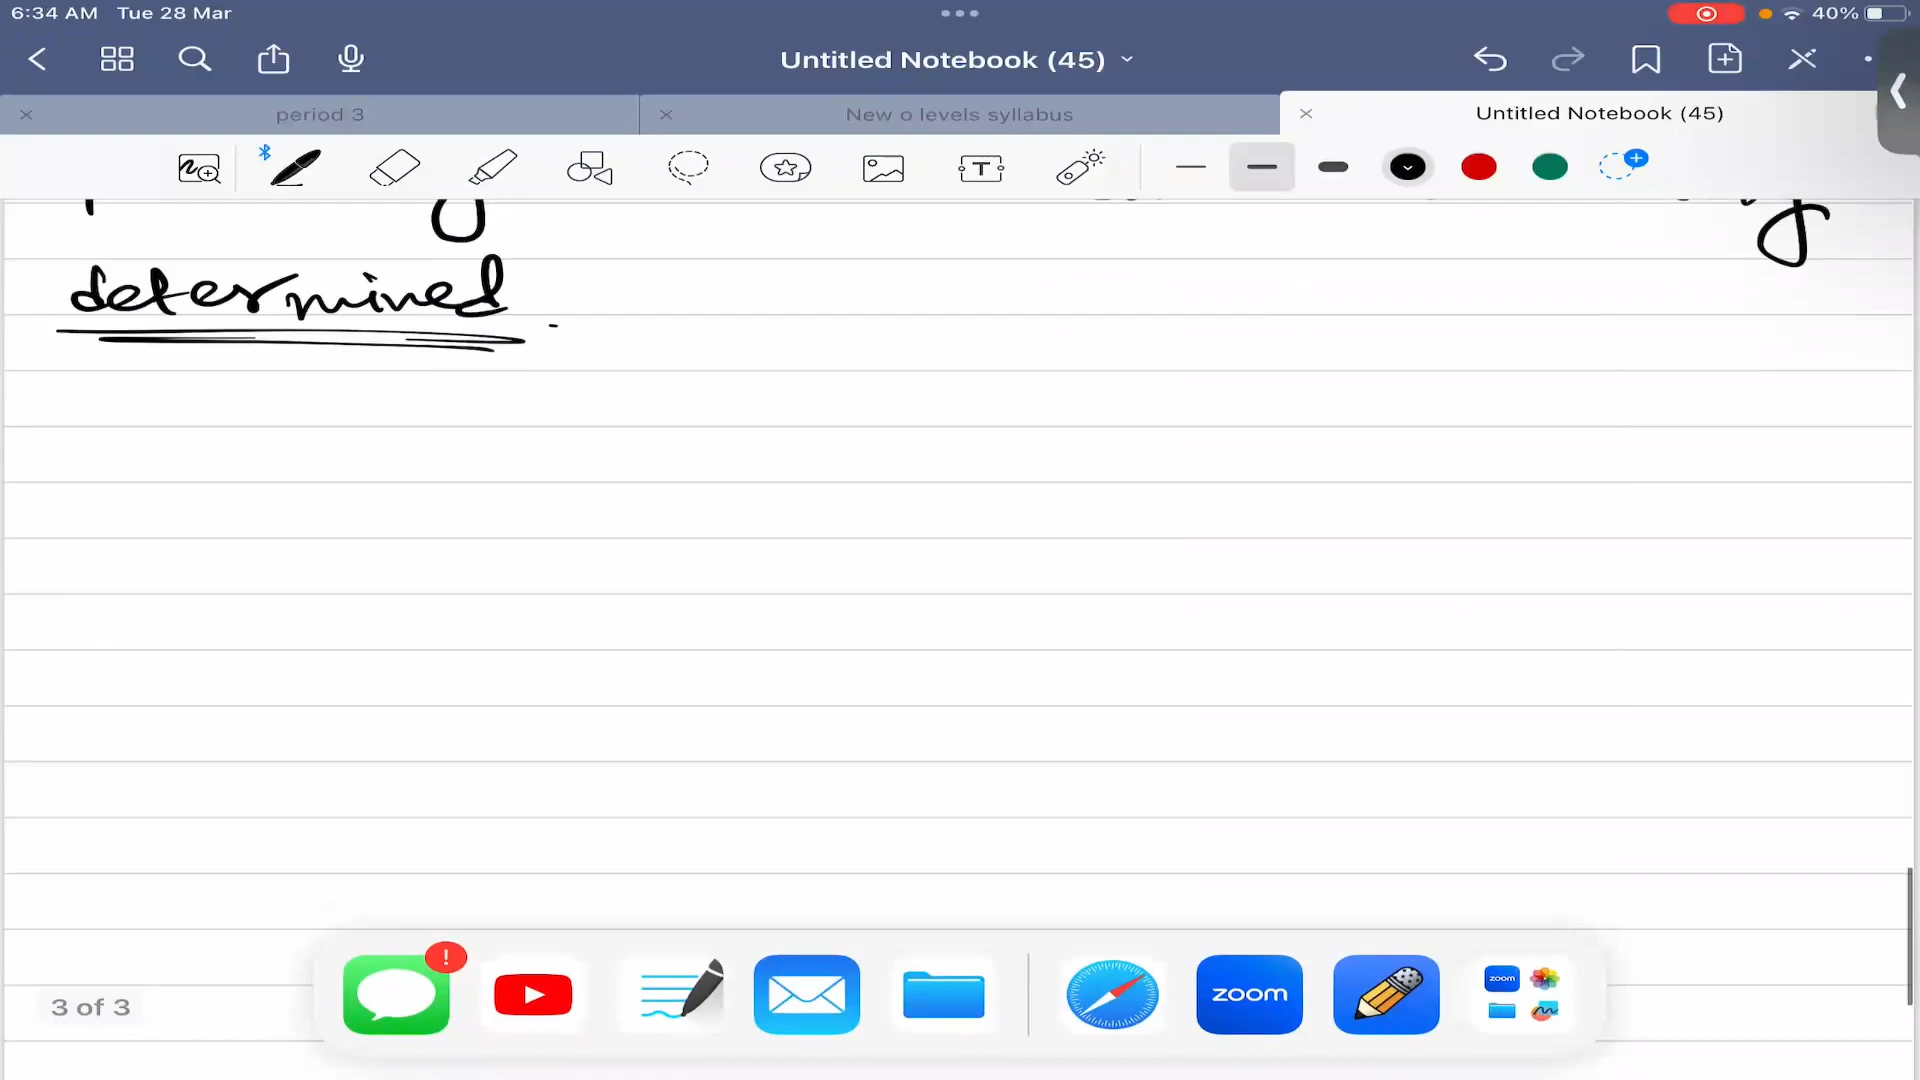 6:34 AM Tue 28 Mar
40%
Untitled Notebook (45)
period 3
New o levels syllabus
Untitled Notebook (45)
T
determined.
!
zoom
zoom
3 of 3